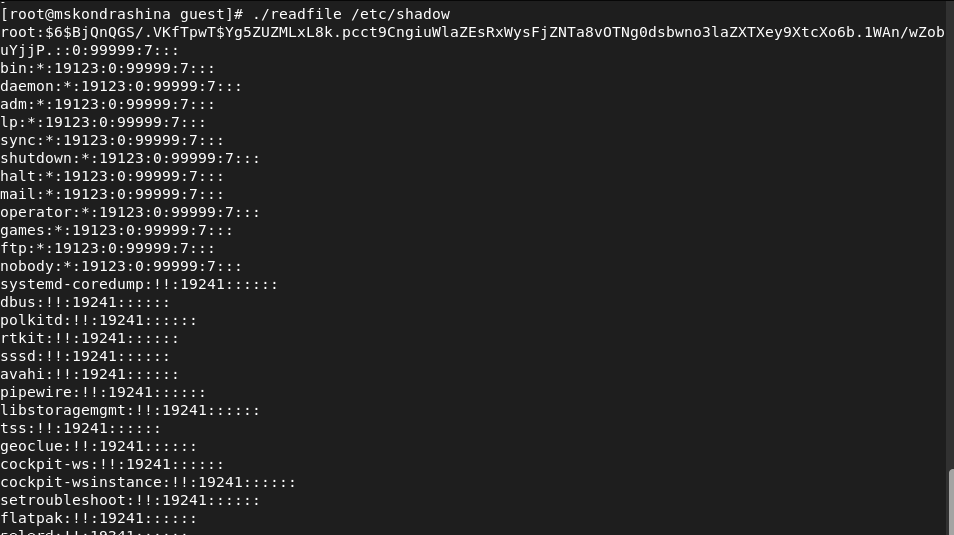 [root@mskondrashina guest]# ./readfile /etc/shadow
root:$6$BjQnQGS/.VKfTpwT$Yg5ZUZMLxL8k.pcct9CngiuWlaZEsRxWysFjZNTa8vOTNg0dsbwno3laZXTXey9XtcXo6b.1WAn/wZob
uYjjP.::0:99999:7:::
bin:*:19123:0:99999:7:::
daemon:*:19123:0:99999:7:::
adm:*:19123:0:99999:7:::
lp:*:19123:0:99999:7:::
sync:*:19123:0:99999:7:::
shutdown:*:19123:0:99999:7:::
halt:*:19123:0:99999:7:::
mail:*:19123:0:99999:7:::
operator:*:19123:0:99999:7:::
games:*:19123:0:99999:7:::
ftp:*:19123:0:99999:7:::
nobody:*:19123:0:99999:7:::
systemd-coredump:!!:19241::::::
dbus:!!:19241::::::
polkitd:!!:19241::::::
rtkit:!!:19241::::::
sssd:!!:19241::::::
avahi:!!:19241::::::
pipewire:!!:19241::::::
libstoragemgmt:!!:19241::::::
tss:!!:19241::::::
geoclue:!!:19241::::::
cockpit-ws:!!:19241::::::
cockpit-wsinstance:!!:19241::::::
setroubleshoot:!!:19241::::::
flatpak:!!:19241::::::